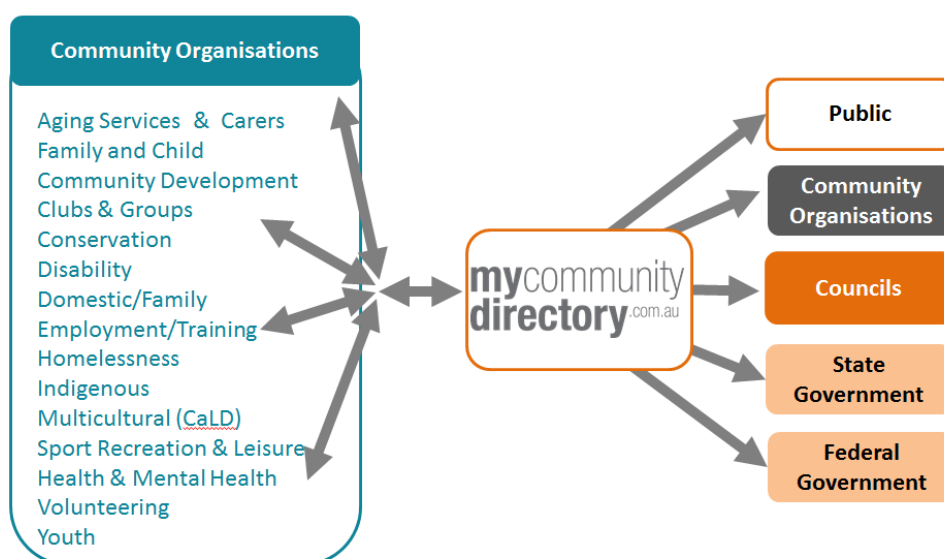 Community Organisations
Aging Services & Carers
Family and Child
Community Development
Clubs & Groups
Conservation
Disability
Domestic/Family
Employment/Training
Homelessness
Indigenous
Multicultural (CaLD)
Sport Recreation & Leisure
Health & Mental Health
Volunteering
Youth
mycommunity
directory.com.au
Public
Community
Organisations
Councils
State
Government
Federal
Government